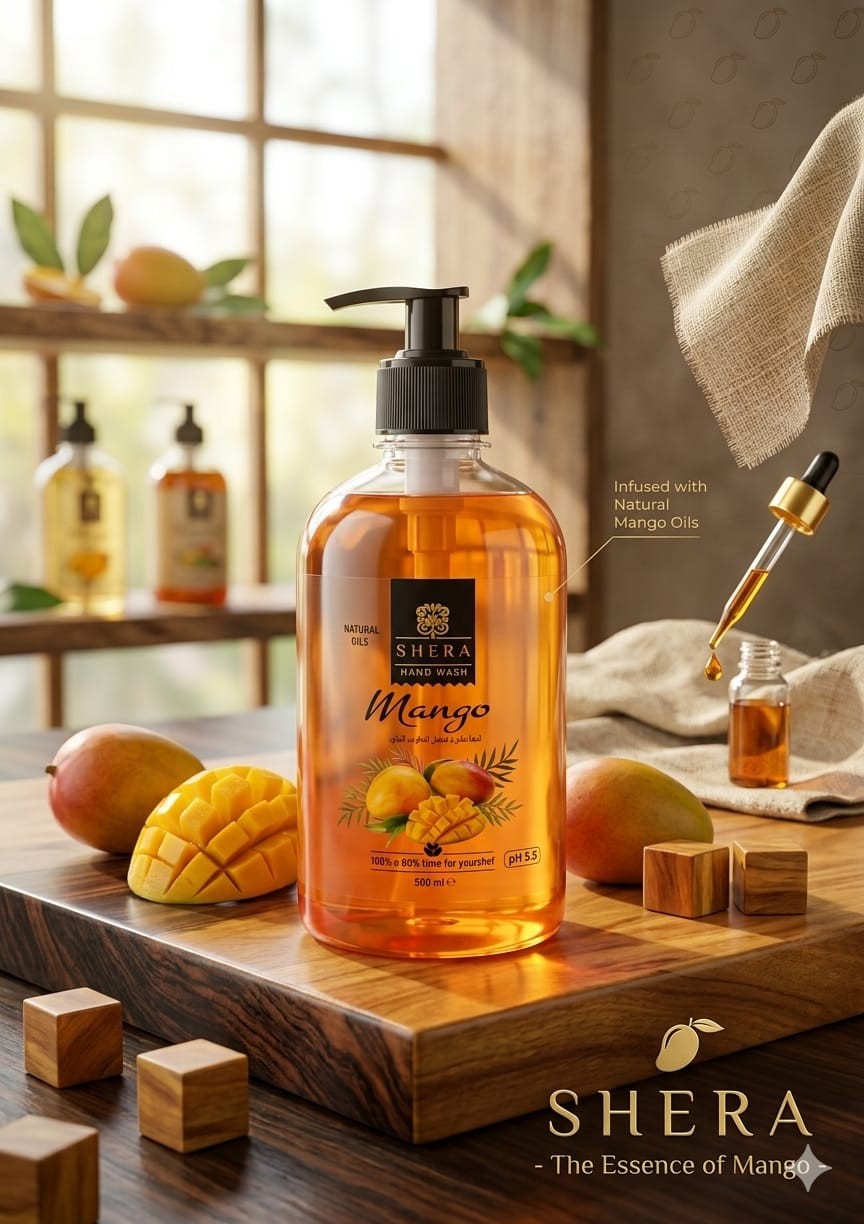 Infused with
Natural
Mango Oils
NATURAL
GILS
SHERA
HAND WASH
Mango
100% o 80% time for yourshef
pH 5.5
500 ml ℮
SHERA
- The Essence of Mango -